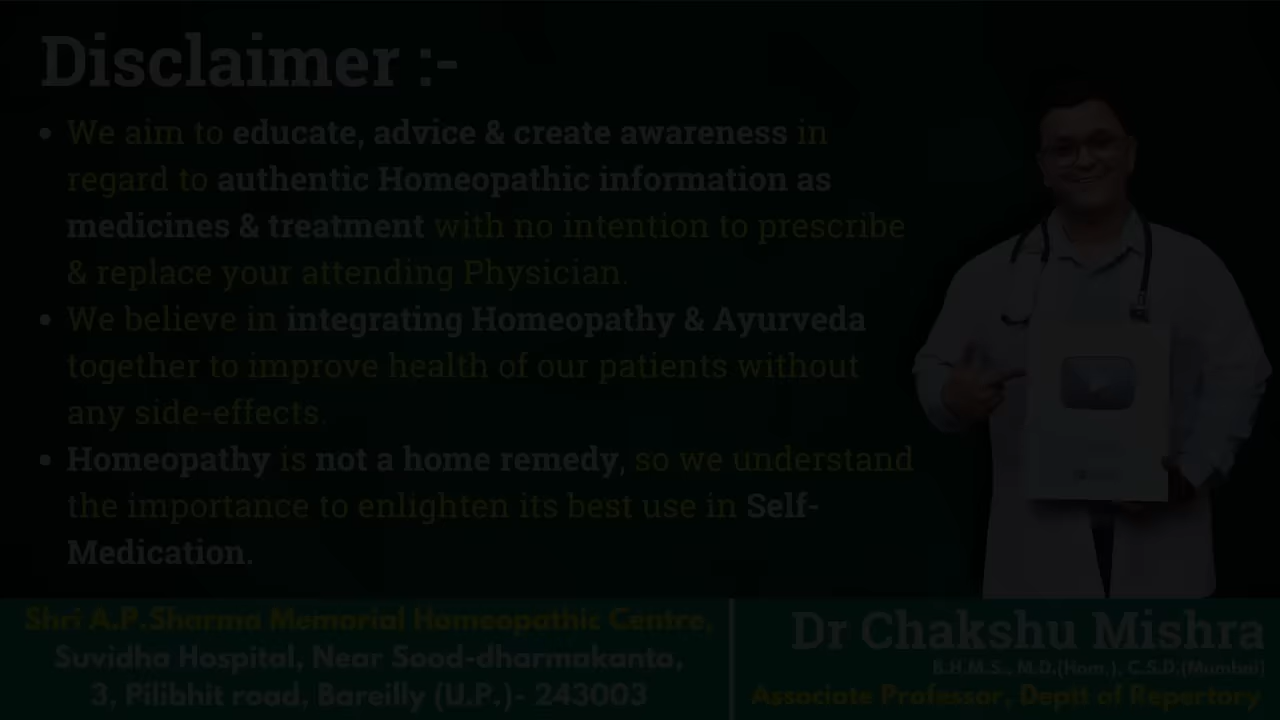 Disclaimer :-
• We aim to educate, advice & create awareness in
regard to authentic Homeopathic information as
medicines & treatment with no intention to prescribe
& replace your attending Physician.
• We believe in integrating Homeopathy & Ayurveda
together to improve health of our patients without
any side-effects.
• Homeopathy is not a home remedy, so we understand
the importance to enlighten its best use in Self-
Medication.
Shri A.P.Sharma Memorial Homeopathic Centre,
Suvidha Hospital, Near Sood-dharmakanta,
3, Pilibhit road, Bareilly (U.P.)- 243003
Dr Chakshu Mishra
B.H.M.S., M.D.(Hom.), C.S.D.(Mumbai)
Associate Professor, Deptt of Repertory